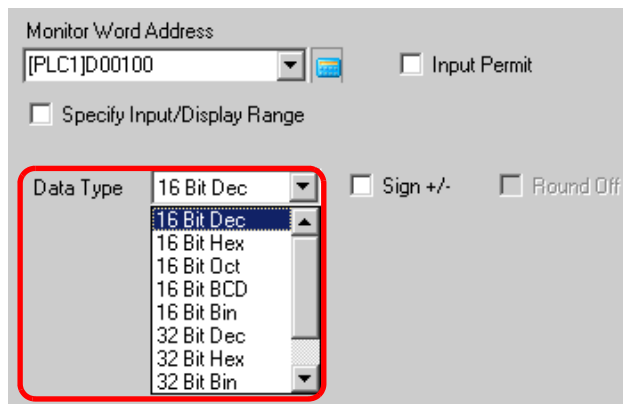 Monitor Word Address
[PLC1]D00100
Input Permit
Specify Input/Display Range
Data Type 16 Bit Dec Sign +/- Round Off
16 Bit Dec
16 Bit Hex
16 Bit Oct
16 Bit BCD
16 Bit Bin
32 Bit Dec
32 Bit Hex
32 Bit Bin